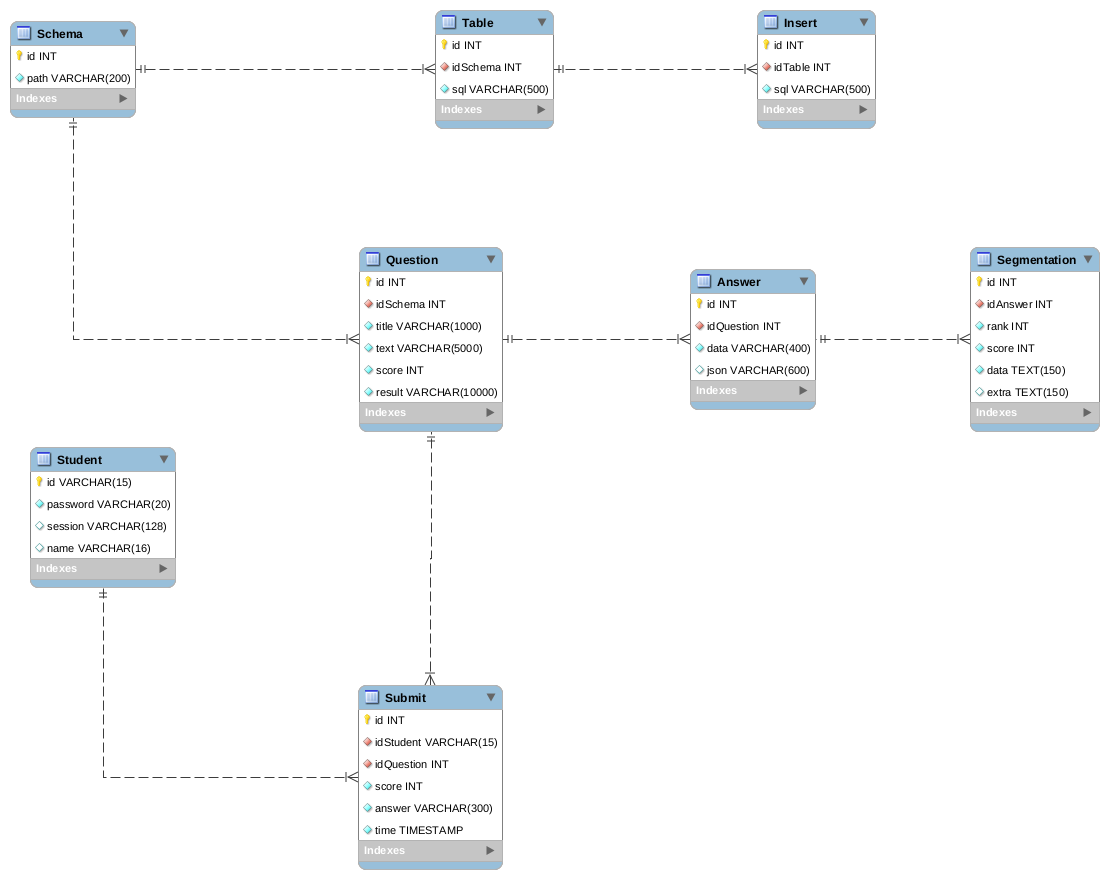 Schema
id INT
path VARCHAR(200)
Indexes
Table
id INT
idSchema INT
sql VARCHAR(500)
Indexes
Insert
id INT
idTable INT
sql VARCHAR(500)
Indexes
Question
id INT
idSchema INT
title VARCHAR(1000)
text VARCHAR(5000)
score INT
result VARCHAR(10000)
Indexes
Answer
id INT
idQuestion INT
data VARCHAR(400)
json VARCHAR(600)
Indexes
Segmentation
id INT
idAnswer INT
rank INT
score INT
data TEXT(150)
extra TEXT(150)
Indexes
Student
id VARCHAR(15)
password VARCHAR(20)
session VARCHAR(128)
name VARCHAR(16)
Indexes
Submit
id INT
idStudent VARCHAR(15)
idQuestion INT
score INT
answer VARCHAR(300)
time TIMESTAMP
Indexes